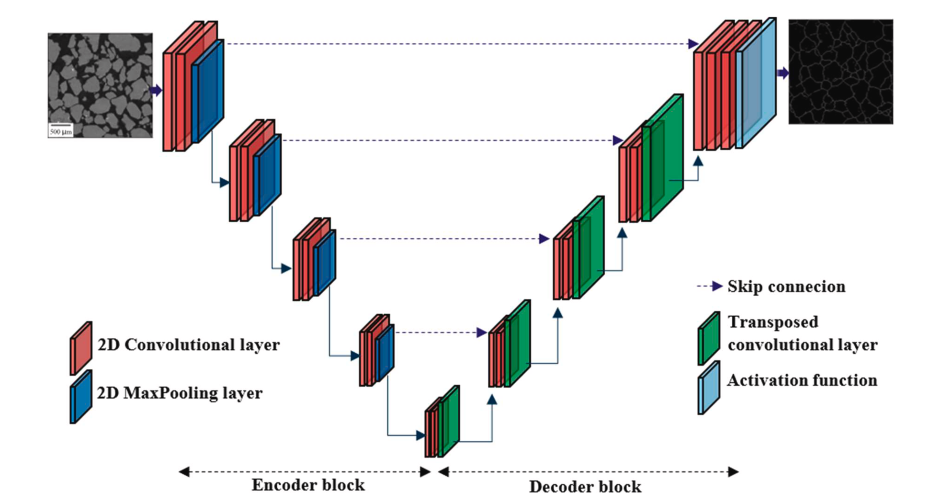 500 µm
Skip connecion
2D Convolutional layer
Transposed
convolutional layer
2D MaxPooling layer
Activation function
Encoder block
Decoder block